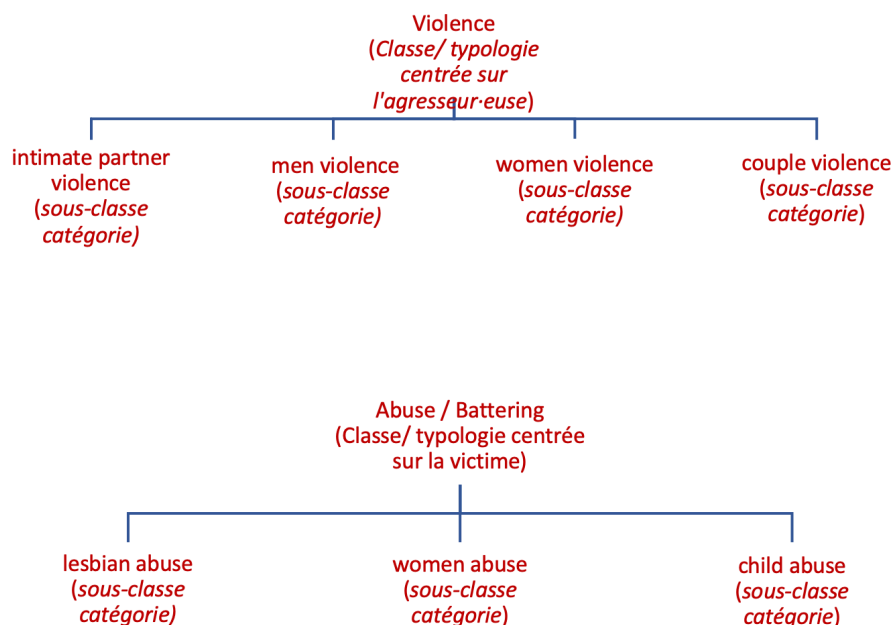 Violence
(Classe/ typologie
centrée sur
l'agresseur·euse)
intimate partner
violence
(sous-classe
catégorie)
men violence
(sous-classe
catégorie)
women violence
(sous-classe
catégorie)
couple violence
(sous-classe
catégorie)
Abuse / Battering
(Classe/ typologie centrée
sur la victime)
lesbian abuse
(sous-classe
catégorie)
women abuse
(sous-classe
catégorie)
child abuse
(sous-classe
catégorie)